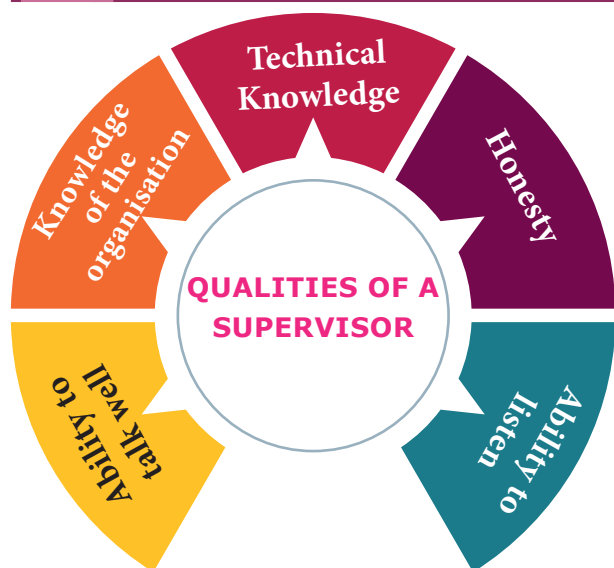 Technical
Knowledge
Honesty
Ability to
listen
Ability to
talk well
Knowledge
of the
organisation
QUALITIES OF A
SUPERVISOR